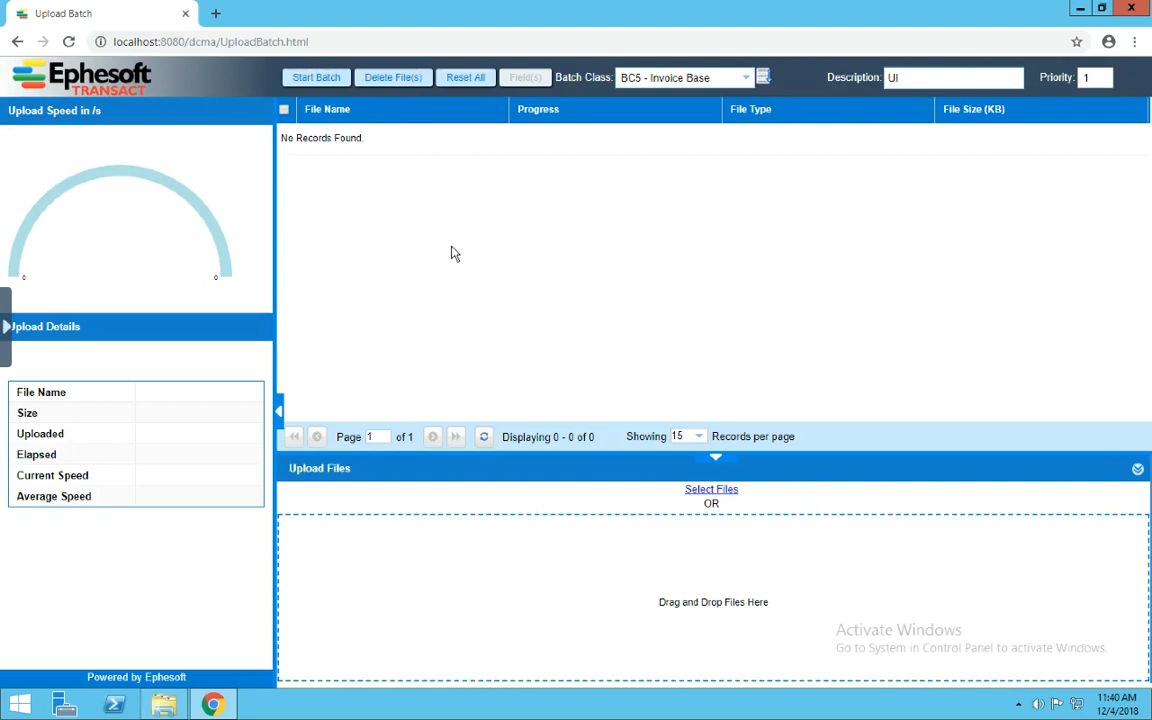 Upload Batch
localhost:8080/dcma/UploadBatch.html
Ephesoft
TRANSACT
Start Batch
Delete File(s)
Reset All
Field(s)
Batch Class:
BC5 - Invoice Base
Description:
UI
Priority:
1
Upload Speed in /s
File Name
Progress
File Type
File Size (KB)
No Records Found.
0
0
Upload Details
File Name
Size
Uploaded
Elapsed
Current Speed
Average Speed
Page
1
of 1
Displaying 0 - 0 of 0
Showing
15
Records per page
Upload Files
Select Files
OR
Drag and Drop Files Here
Activate Windows
Go to System in Control Panel to activate Windows.
Powered by Ephesoft
11:40 AM
12/4/2018